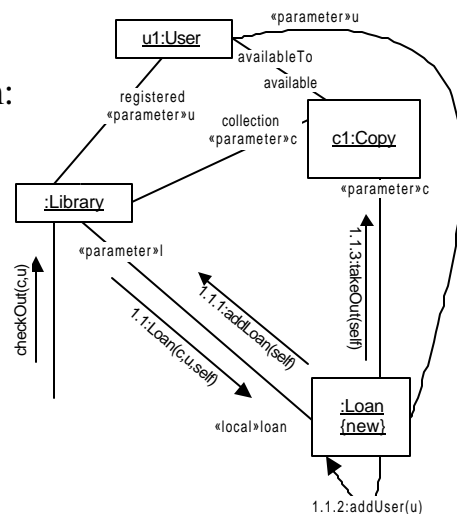 «parameter»u
u1:User
availableTo
available
:
registered
«parameter»u
collection
«parameter»c
c1:Copy
:Library
«parameter»c
«parameter»l
checkOut(c,u)
1.1:Loan(c,u,self)
1.1.1:addLoan(self)
1.1.3:takeOut(self)
:Loan
{new}
«local»loan
1.1.2:addUser(u)